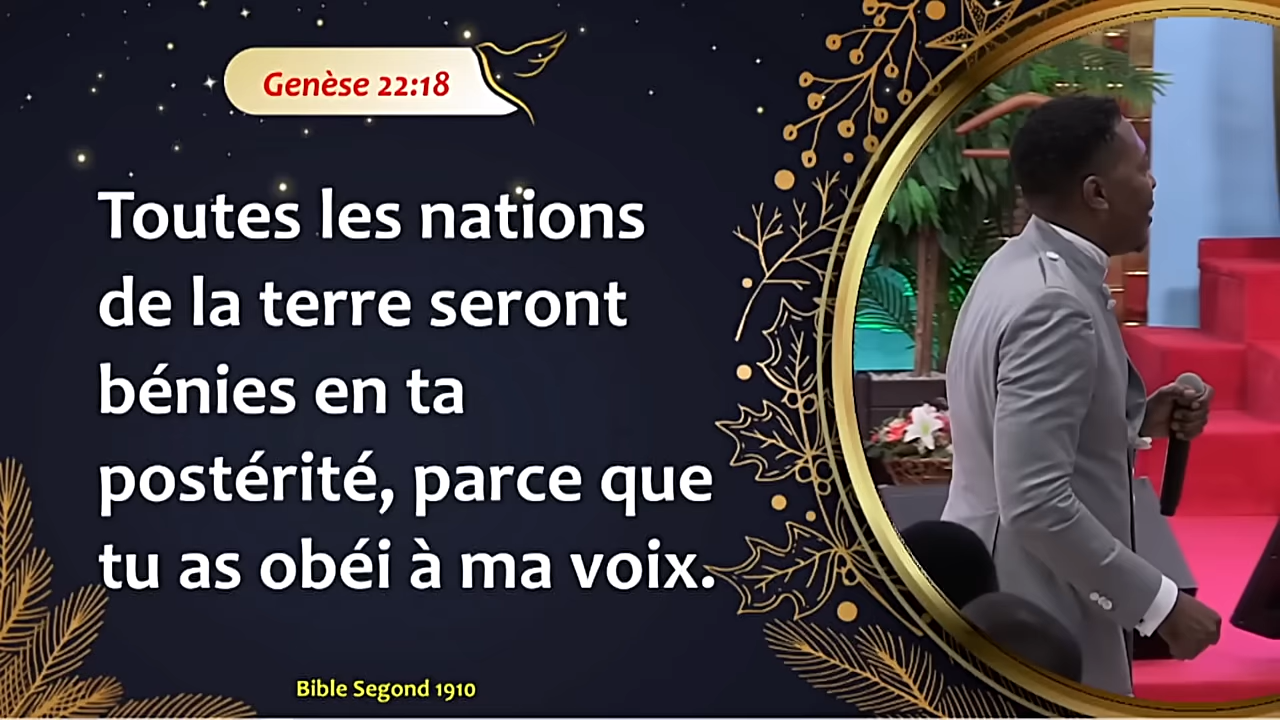 Genèse 22:18
Toutes les nations
de la terre seront
bénies en ta
postérité, parce que
tu as obéi à ma voix.
Bible Segond 1910